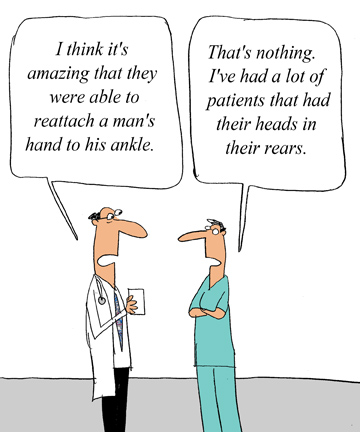 I think it's
amazing that they
were able to
reattach a man's
hand to his ankle.
That's nothing.
I've had a lot of
patients that had
their heads in
their rears.